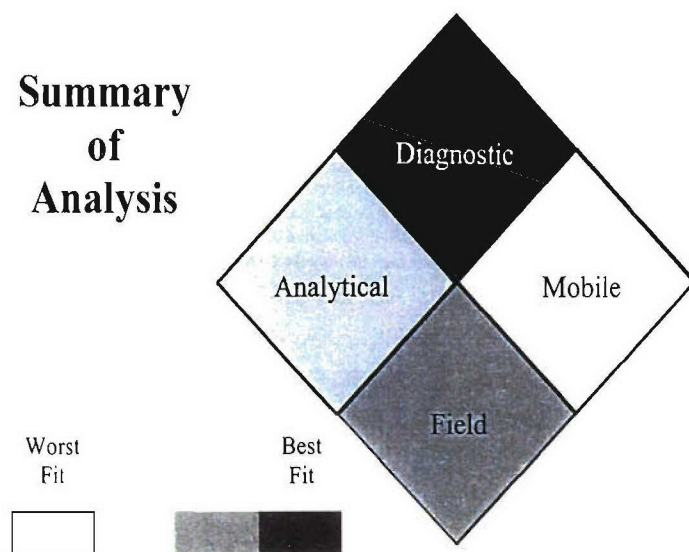 Summary
of
Analysis
Diagnostic
Analytical
Mobile
Field
Worst
Fit
Best
Fit